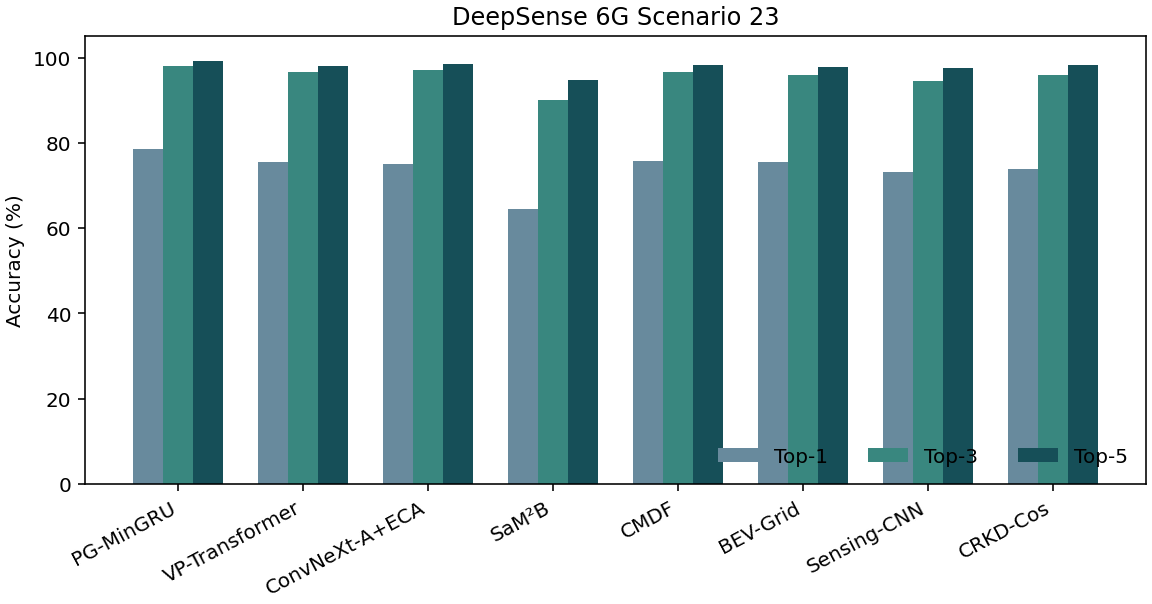 DeepSense 6G Scenario 23
Accuracy (%)
100
80
60
40
20
0
Top-1 Top-3 Top-5
PG-MinGRU
VP-Transformer
ConvNeXt-A+ECA
SaM²B
CMDF
BEV-Grid
Sensing-CNN
CRKD-Cos